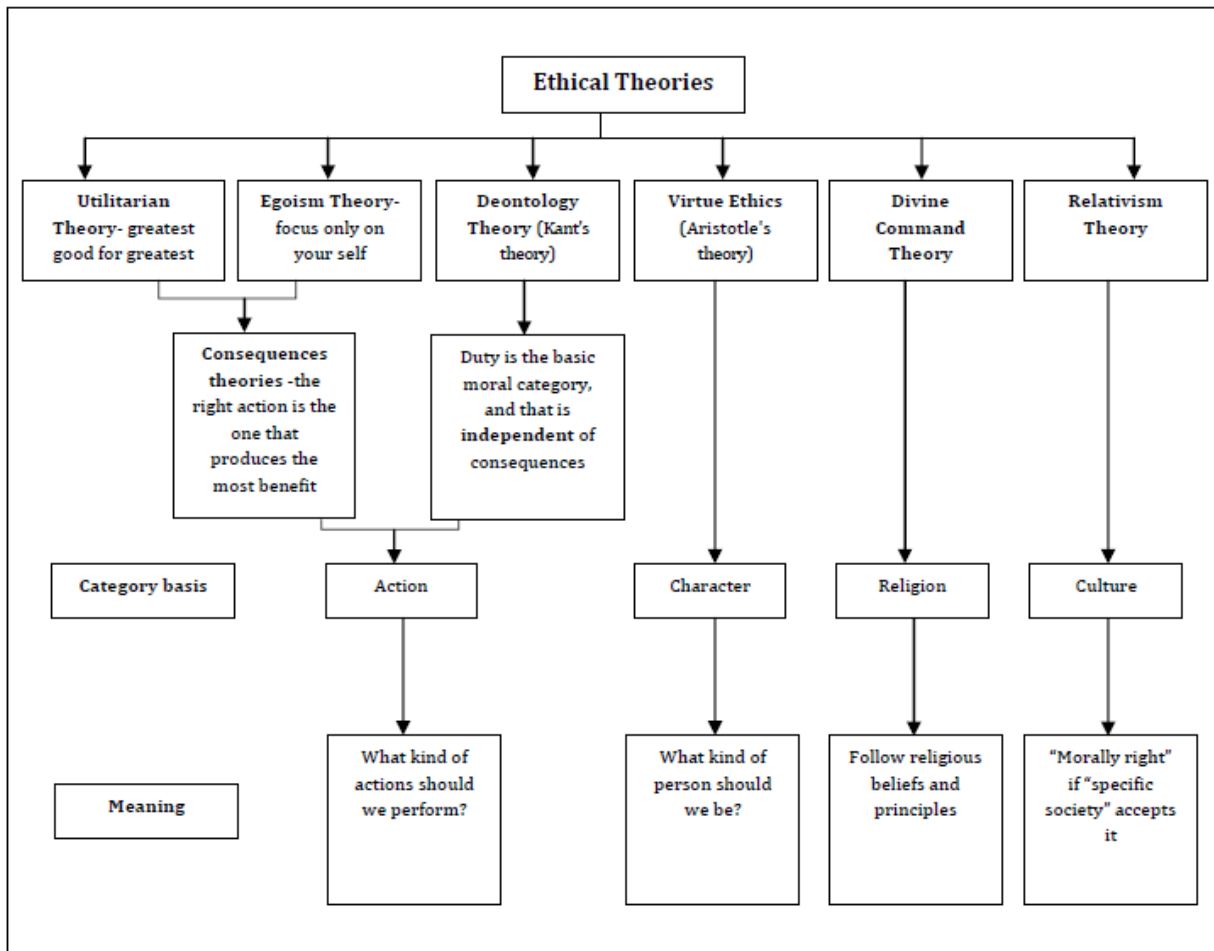 Ethical Theories
Utilitarian
Theory- greatest
good for greatest
Egoism Theory-
focus only on
your self
Deontology
Theory (Kant's
theory)
Virtue Ethics
(Aristotle's
theory)
Divine
Command
Theory
Relativism
Theory
Consequences
theories -the
right action is the
one that
produces the
most benefit
Duty is the basic
moral category,
and that is
independent of
consequences
Category basis
Action
Character
Religion
Culture
Meaning
What kind of
actions should
we perform?
What kind of
person should
we be?
Follow religious
beliefs and
principles
“Morally right”
if “specific
society” accepts
it